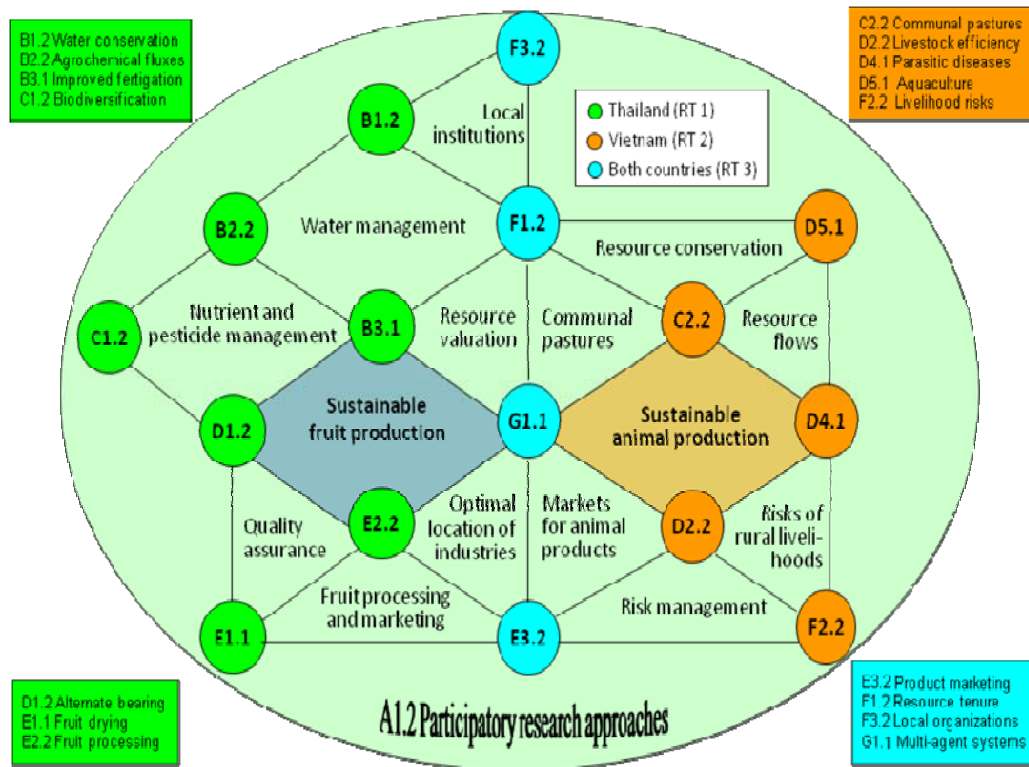 B1.2 Water conservation
D2.2 Agrochemical fluxes
B3.1 Improved fertigation
C1.2 Biodiversification
C2.2 Communal pastures
D2.2 Livestock efficiency
D4.1 Parasitic diseases
D5.1 Aquaculture
F2.2 Livelihood risks
F3.2
Thailand (RT 1)
Vietnam (RT 2)
Both countries (RT 3)
B1.2
Local
institutions
B2.2
Water management
F1.2
D5.1
Resource conservation
C1.2
Nutrient and
pesticide management
B3.1
Resource
valuation
Communal
pastures
C2.2
Resource
flows
D1.2
Sustainable
fruit production
G1.1
Sustainable
animal production
D4.1
Quality
assurance
E2.2
Optimal
location of
industries
Markets
for animal
products
D2.2
Risks of
rural liveli-
hoods
E1.1
Fruit processing
and marketing
E3.2
Risk management
F2.2
A1.2 Participatory research approaches
D1.2 Alternate bearing
E1.1 Fruit drying
E2.2 Fruit processing
E3.2 Product marketing
F1.2 Resource tenure
F3.2 Local organizations
G1.1 Multi-agent systems